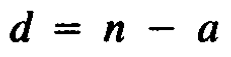 d = n − a